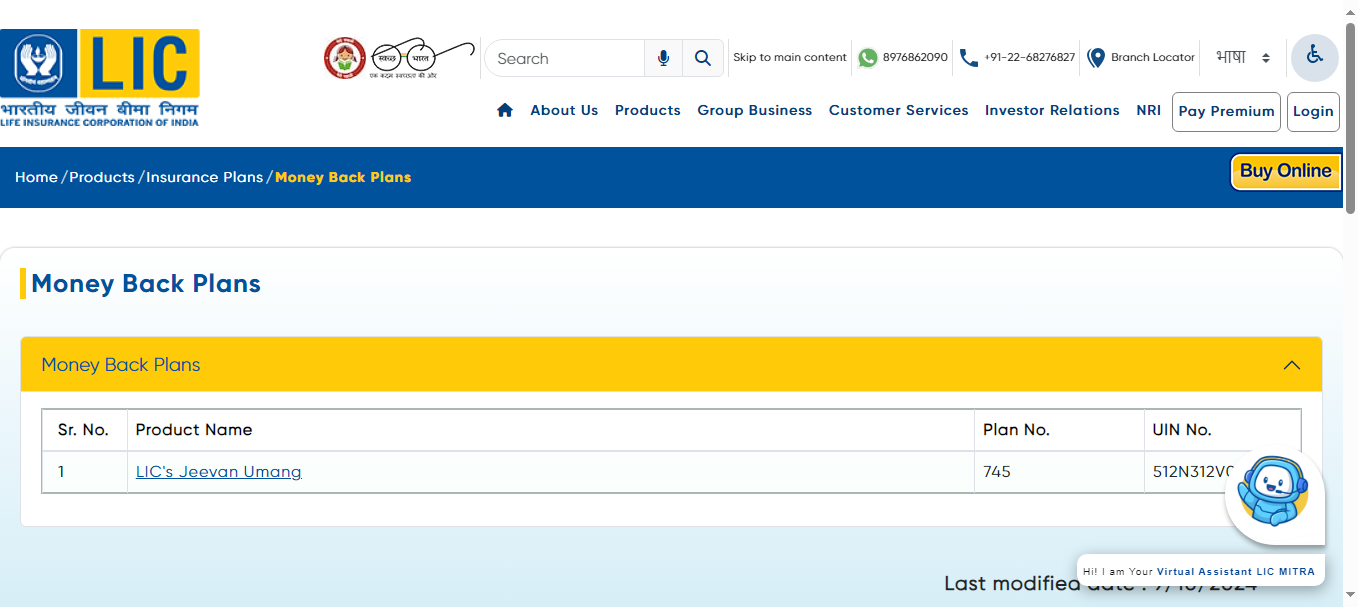 LIC
भारतीय जीवन बीमा निगम
LIFE INSURANCE CORPORATION OF INDIA
स्वच्छ भारत
एक कदम स्वच्छता की ओर
Search
Skip to main content
8976862090
+91-22-68276827
Branch Locator
भाषा
About Us
Products
Group Business
Customer Services
Investor Relations
NRI
Pay Premium
Login
Home / Products / Insurance Plans / Money Back Plans
Buy Online
Money Back Plans
Money Back Plans
Sr. No. Product Name Plan No. UIN No.
1 LIC's Jeevan Umang 745 512N312V0
Last modified date :
Hi! I am Your Virtual Assistant LIC MITRA